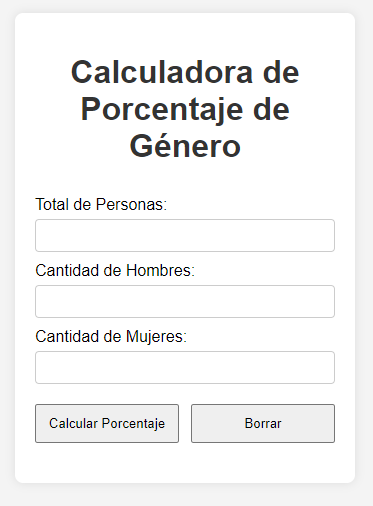 Calculadora de
Porcentaje de
Género
Total de Personas:
Cantidad de Hombres:
Cantidad de Mujeres:
Calcular Porcentaje
Borrar